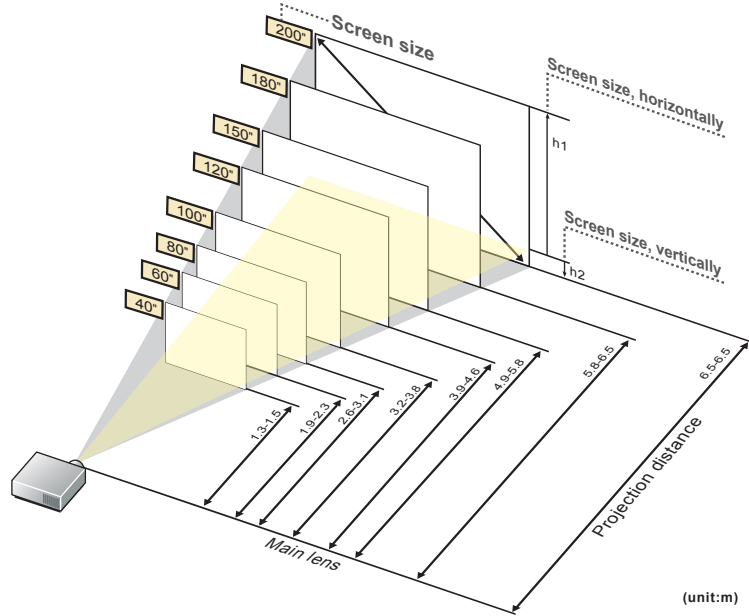 Screen size
200"
180"
150"
120"
100"
80"
60"
40"
Screen size, horizontally
h1
Screen size, vertically
h2
1.3-1.5
1.9-2.3
2.6-3.1
3.2-3.8
3.9-4.6
4.9-5.8
5.8-6.5
6.5-6.5
Projection distance
Main lens
(unit:m)